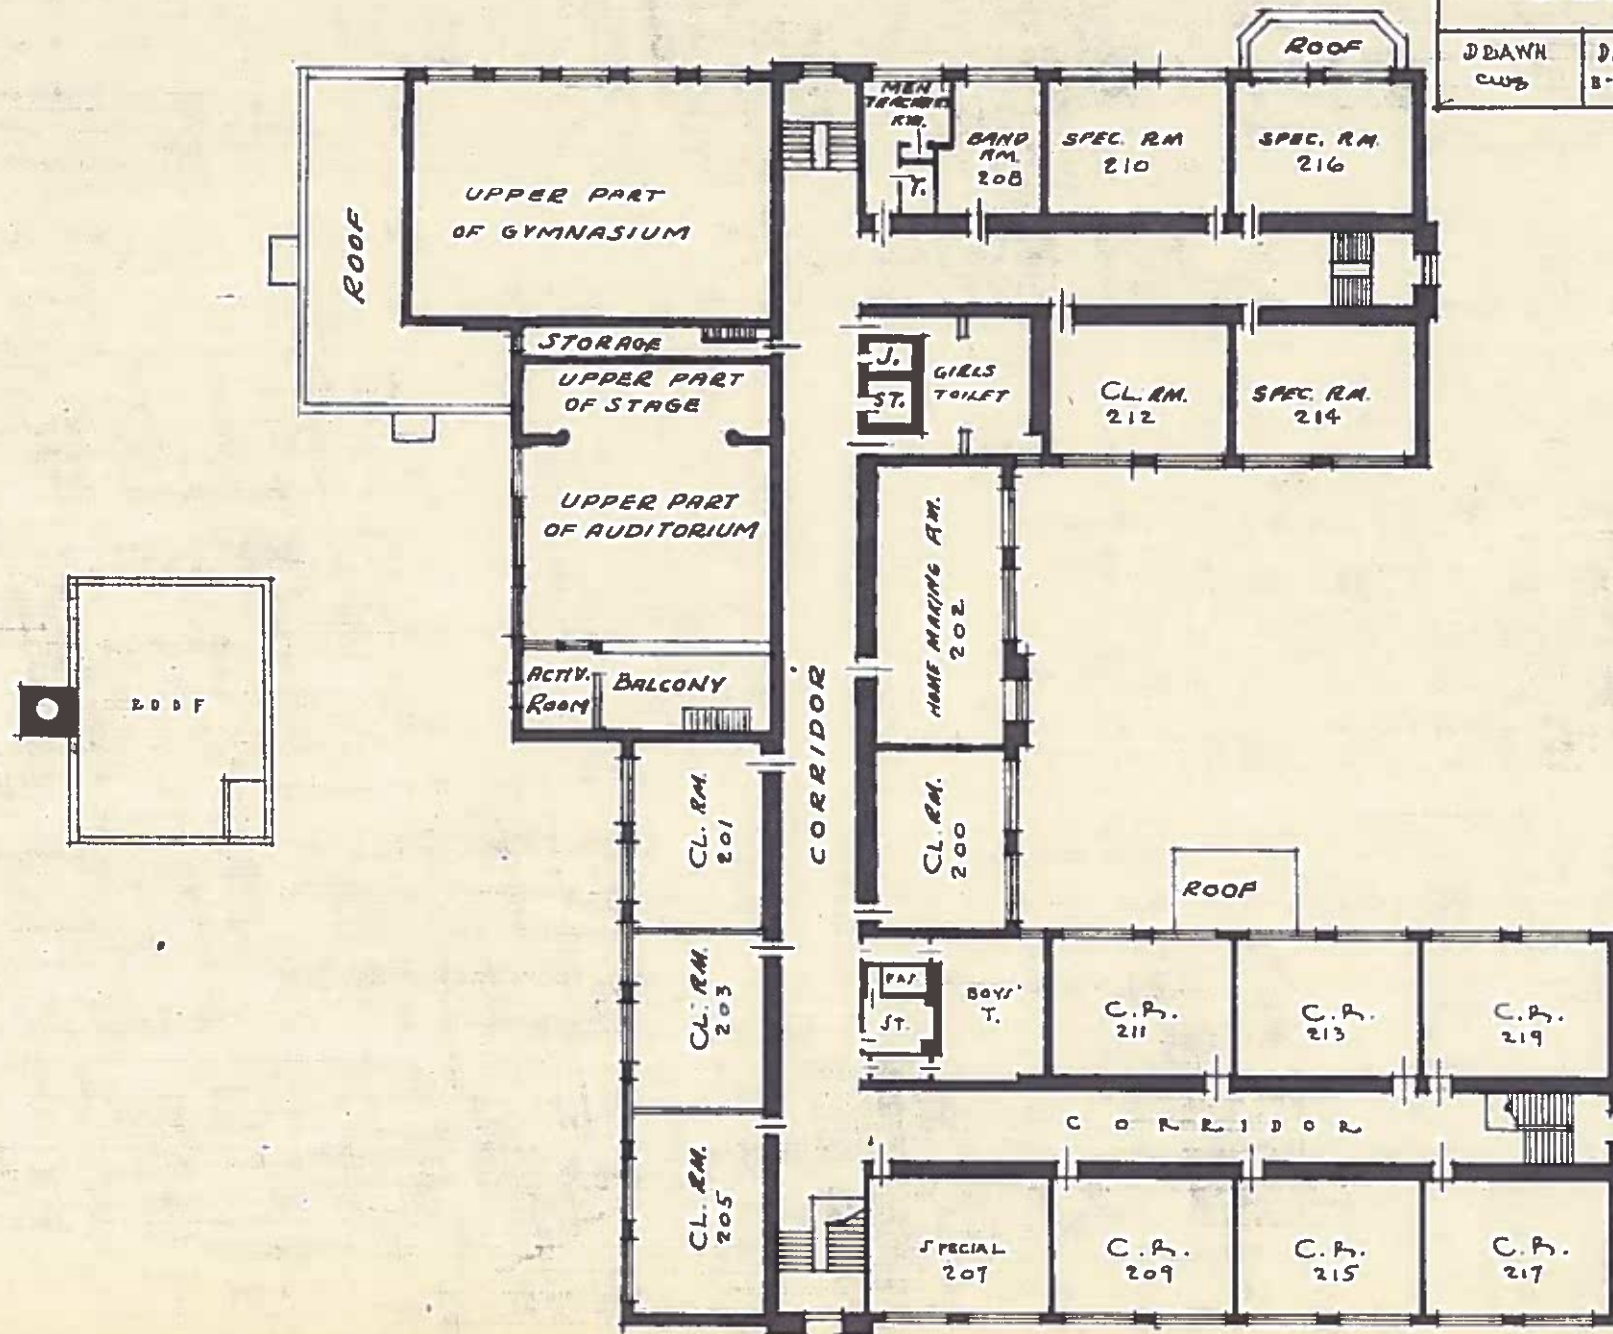 ROOF
DRAWN
CWB
MEN
TEACHERS
RM.
T.
BAND
RM.
208
SPEC. RM
210
SPEC. RM.
216
UPPER PART
OF GYMNASIUM
ROOF
STORAGE
UPPER PART
OF STAGE
J.
ST.
GIRLS
TOILET
CL. RM.
212
SPEC. RM.
214
UPPER PART
OF AUDITORIUM
HOME MAKING RM.
202
ROOF
ACTIV.
ROOM
BALCONY
CORRIDOR
CL. RM.
201
CL. RM.
200
ROOF
CL. RM.
203
FAS
ST.
BOYS'
T.
C.R.
211
C.R.
213
C.R.
219
CORRIDOR
CL. RM.
205
SPECIAL
207
C.R.
209
C.R.
215
C.R.
217